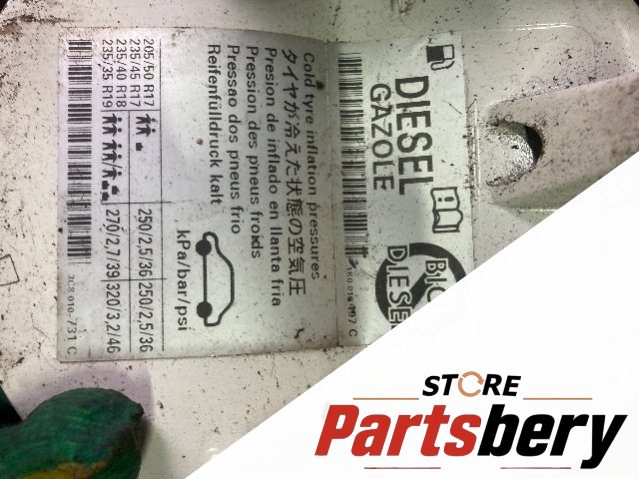 Cold tyre inflation pressures
タイヤが冷えた状態の空気圧
Presion de inflado en llanta fria
Pression des pneus froids
Pressao dos pneus frio
Reifenfülldruck kalt
kPa/bar/psi
205/50 R17
235/45 R17
235/40 R18
235/35 R19
250/2,5/36 250/2,5/36
270/2,7/39 320/3,2/46
3C8 010-731 C
DIESEL
GAZOLE
DIESEL
STORE
Partsbery